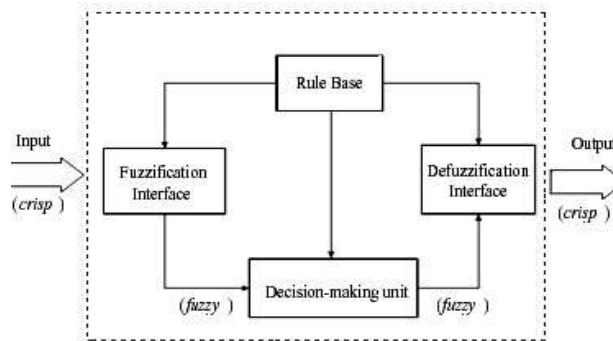 Rule Base
Input
Output
Fuzzification
Interface
Defuzzification
Interface
(crisp )
(crisp )
Decision-making unit
(fuzzy )
(fuzzy )